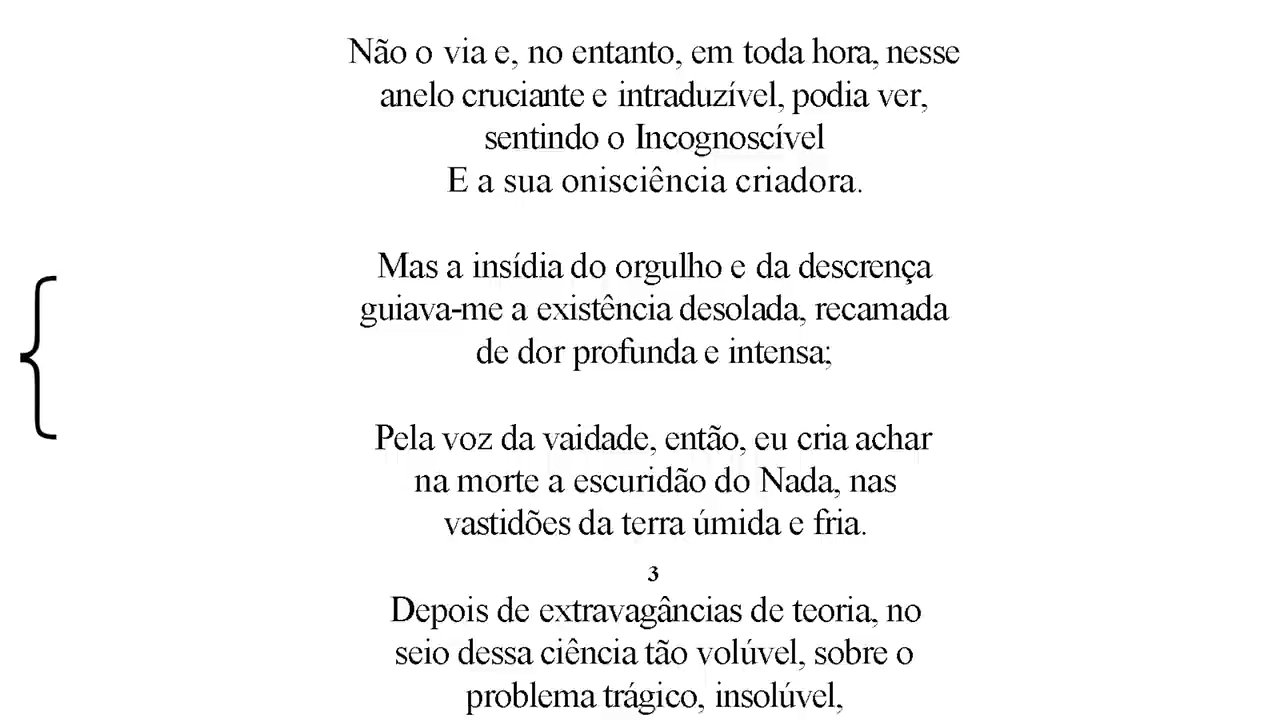 Não o via e, no entanto, em toda hora, nesse
anelo cruciante e intraduzível, podia ver,
sentindo o Incognoscível
E a sua onisciência criadora.
Mas a insídia do orgulho e da descrença
guiava-me a existência desolada, recamada
de dor profunda e intensa;
Pela voz da vaidade, então, eu cria achar
na morte a escuridão do Nada, nas
vastidões da terra úmida e fria.
3
Depois de extravagâncias de teoria, no
seio dessa ciência tão volúvel, sobre o
problema trágico, insolúvel,